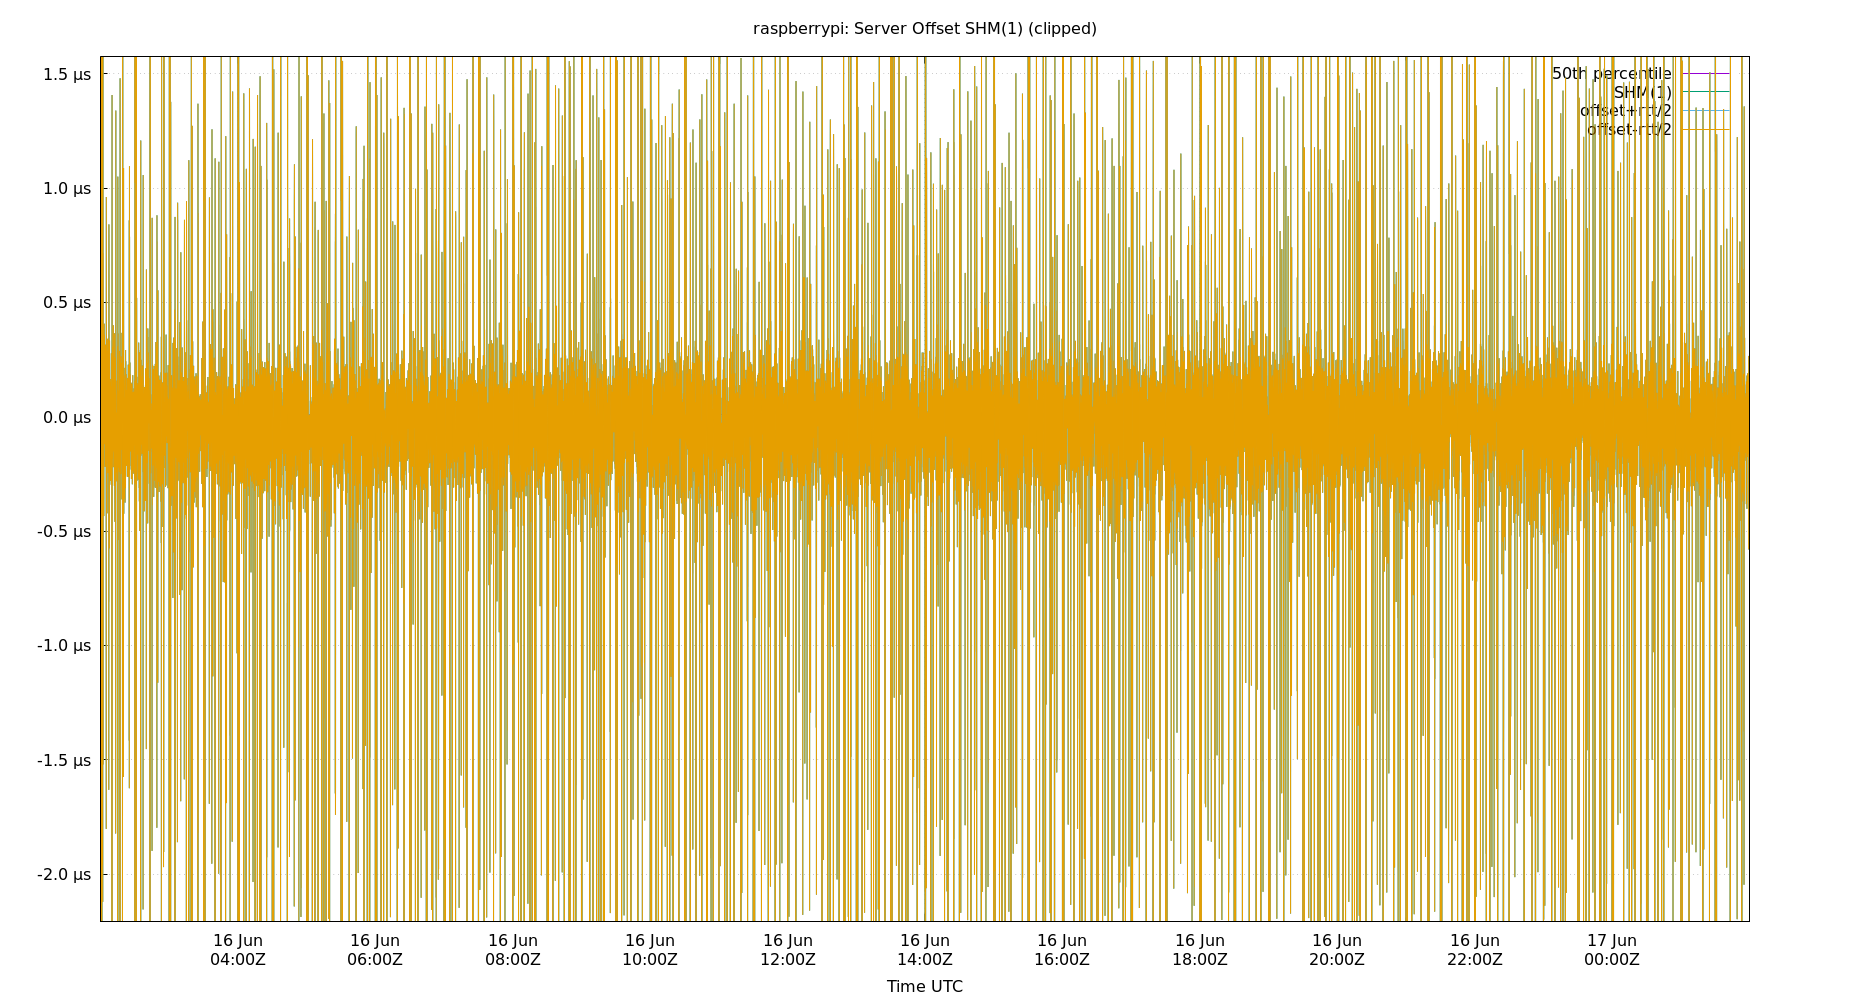 raspberrypi: Server Offset SHM(1) (clipped)
1.5 µs
1.0 µs
0.5 µs
0.0 µs
-0.5 µs
-1.0 µs
-1.5 µs
-2.0 µs
50th percentile
SHM(1)
offset+rtt/2
offset-rtt/2
16 Jun 16 Jun 16 Jun 16 Jun 16 Jun 16 Jun 16 Jun 16 Jun 16 Jun 16 Jun 17 Jun
04:00Z 06:00Z 08:00Z 10:00Z 12:00Z 14:00Z 16:00Z 18:00Z 20:00Z 22:00Z 00:00Z
Time UTC